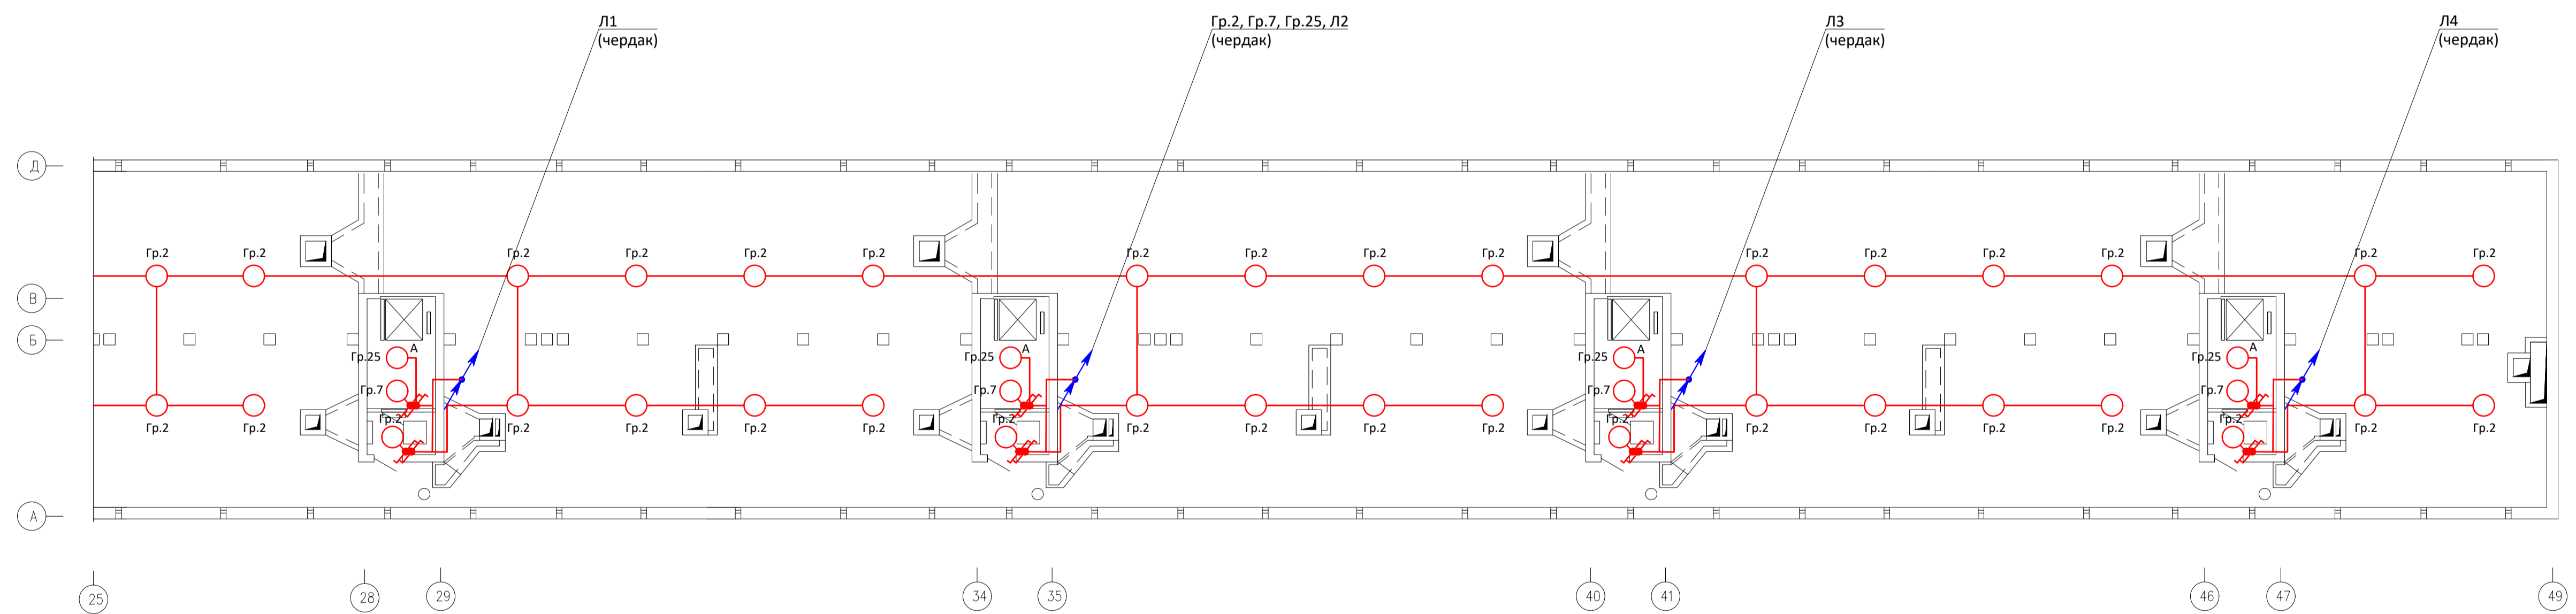 Л1
(чердак)
Гр.2, Гр.7, Гр.25, Л2
(чердак)
Л3
(чердак)
Л4
(чердак)
Д
Гр.2 Гр.2 Гр.2 Гр.2 Гр.2 Гр.2 Гр.2 Гр.2 Гр.2 Гр.2 Гр.2 Гр.2 Гр.2 Гр.2 Гр.2 Гр.2
В
Б
Гр.25 А Гр.25 А Гр.25 А Гр.25 А
Гр.7 Гр.7 Гр.7 Гр.7
Гр.2 Гр.2 Гр.2 Гр.2
Гр.2 Гр.2 Гр.2 Гр.2 Гр.2 Гр.2 Гр.2 Гр.2 Гр.2 Гр.2 Гр.2 Гр.2 Гр.2 Гр.2 Гр.2 Гр.2
А
25 28 29 34 35 40 41 46 47 49